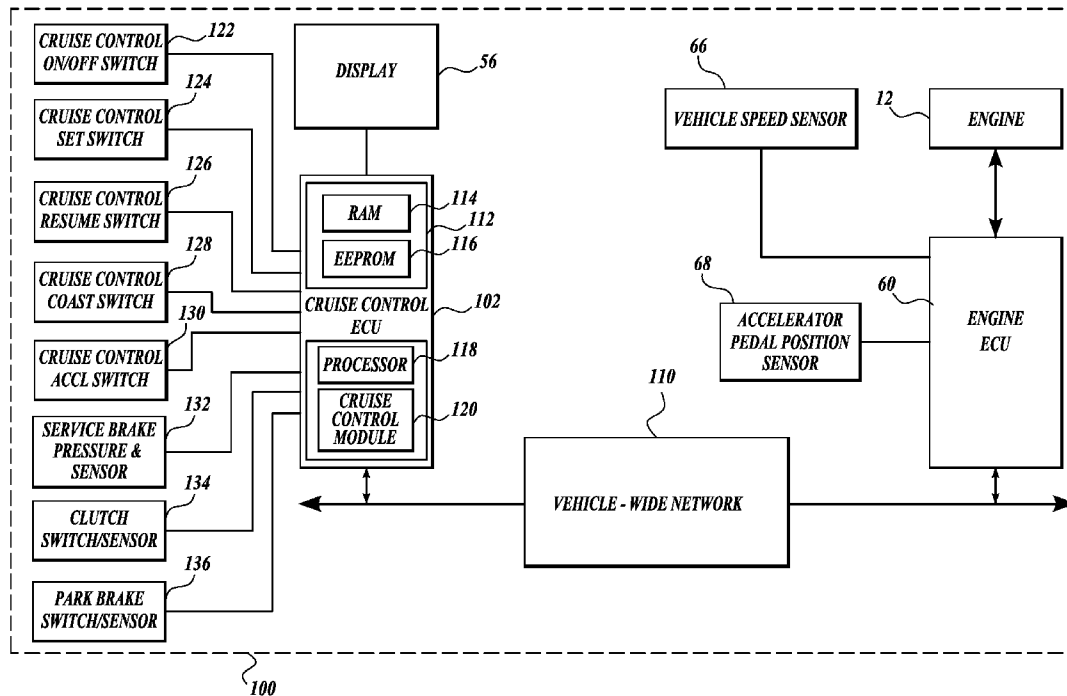 CRUISE CONTROL
ON/OFF SWITCH
122
CRUISE CONTROL
SET SWITCH
124
CRUISE CONTROL
RESUME SWITCH
126
CRUISE CONTROL
COAST SWITCH
128
CRUISE CONTROL
ACCL SWITCH
130
SERVICE BRAKE
PRESSURE &
SENSOR
132
CLUTCH
SWITCH/SENSOR
134
PARK BRAKE
SWITCH/SENSOR
136
DISPLAY
56
RAM
114
112
EEPROM
116
CRUISE CONTROL
ECU
102
PROCESSOR
118
CRUISE
CONTROL
MODULE
120
66
VEHICLE SPEED SENSOR
12
ENGINE
68
ACCELERATOR
PEDAL POSITION
SENSOR
60
ENGINE
ECU
110
VEHICLE - WIDE NETWORK
100